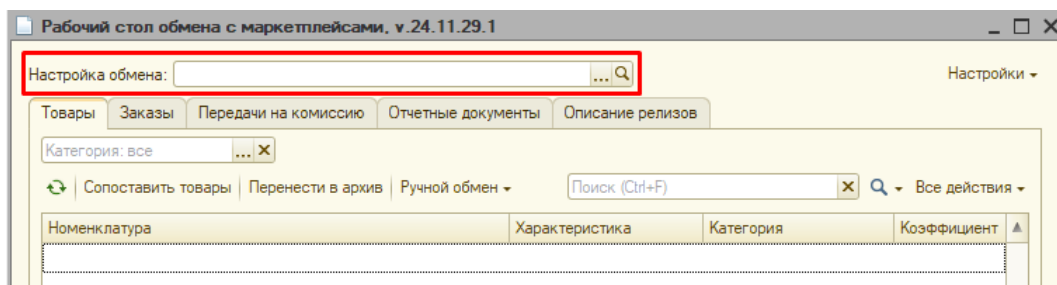 Рабочий стол обмена с маркетплейсами, v.24.11.29.1
Настройка обмена: ...
Настройки
Товары Заказы Передачи на комиссию Отчетные документы Описание релизов
Категория: все ...
Сопоставить товары Перенести в архив Ручной обмен Поиск (Ctrl+F) Все действия
Номенклатура Характеристика Категория Коэффициент